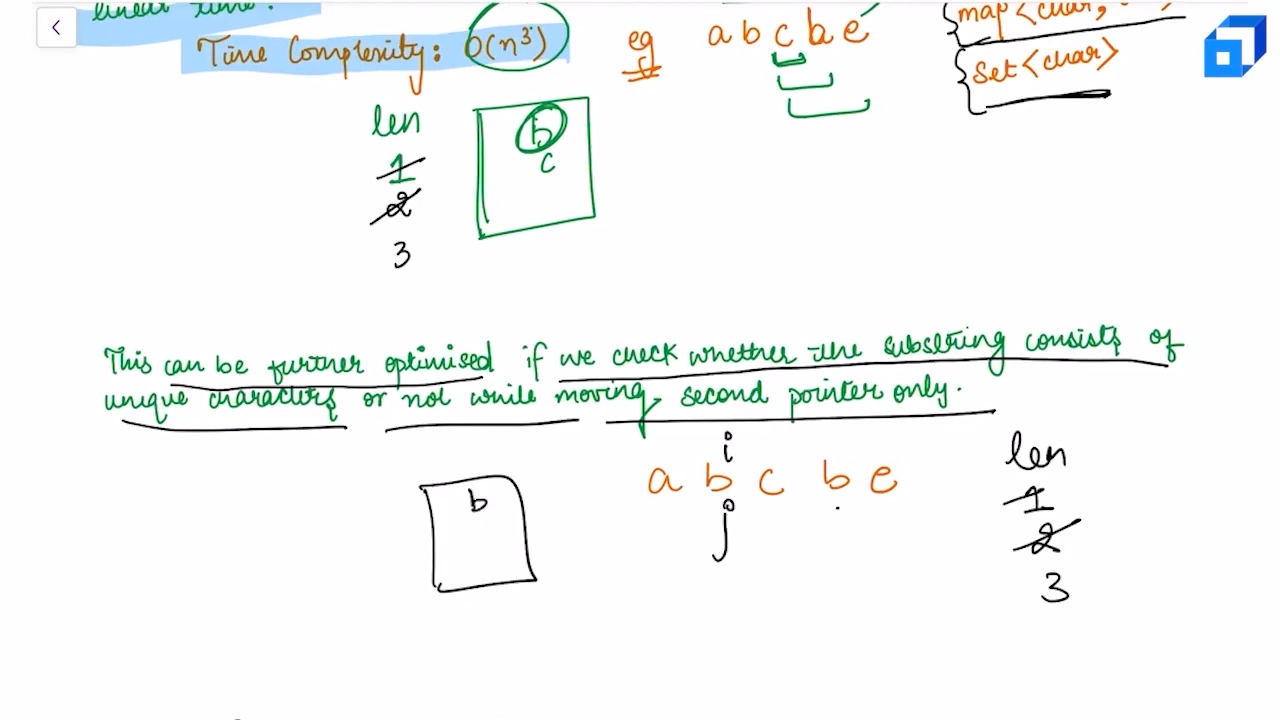 linear time.
Time Complexity: O(n³) eg a b c b e map <char,
Set <char>
len
1
2
3
b
c
This can be further optimised if we check whether the substring consists of
unique characters or not while moving second pointer only.
i
a b c b e
j
b
len
1
2
3